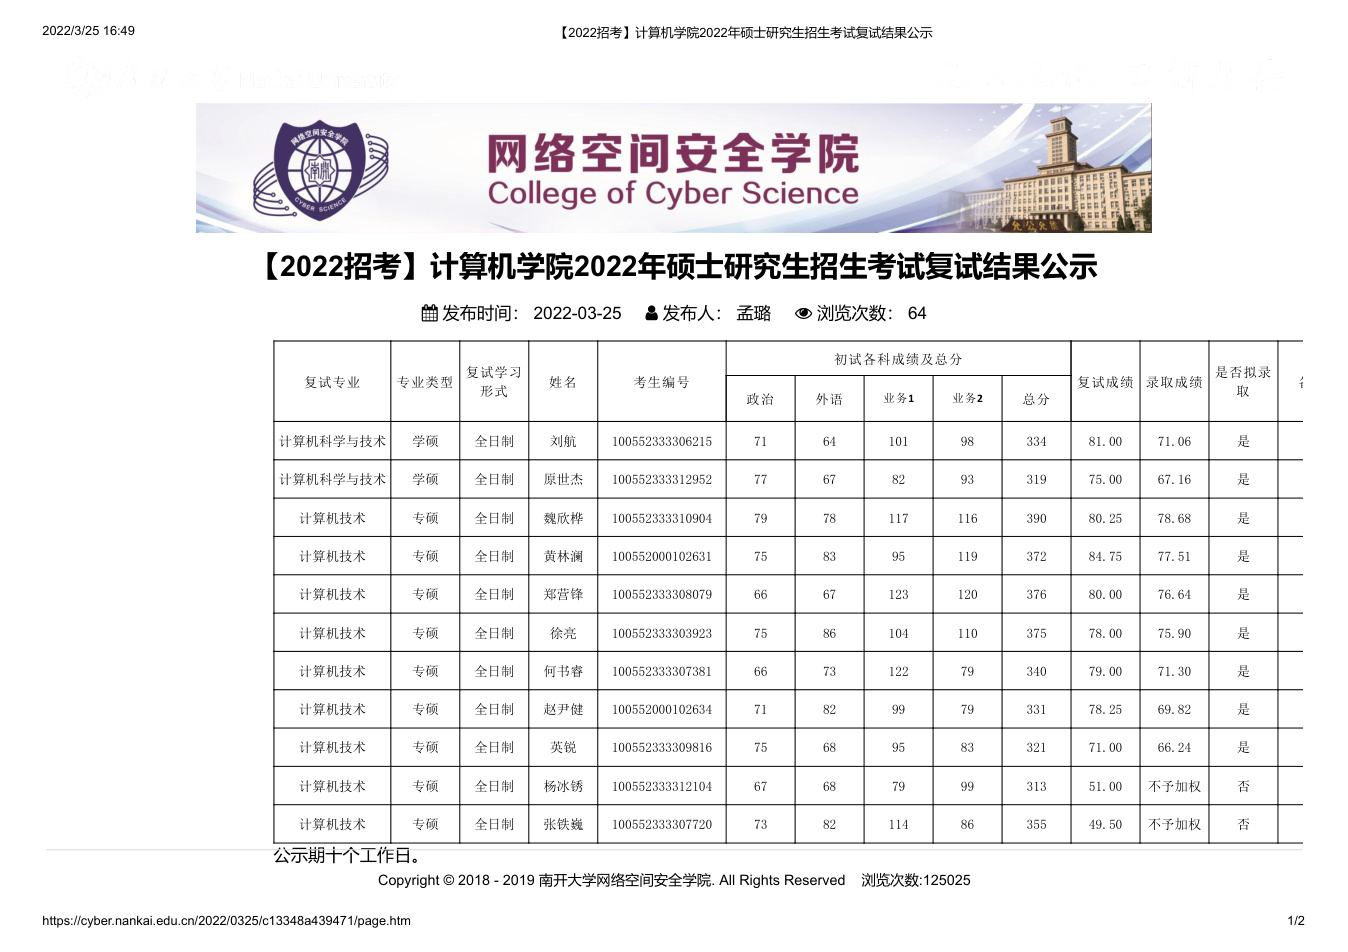 2022/3/25 16:49
【2022招考】计算机学院2022年硕士研究生招生考试复试结果公示
网络空间安全学院
南开
CYBER SCIENCE
网络空间安全学院
College of Cyber Science
【2022招考】计算机学院2022年硕士研究生招生考试复试结果公示
发布时间： 2022-03-25 发布人： 孟璐 浏览次数： 64
复试专业 专业类型 复试学习形式 姓名 考生编号 初试各科成绩及总分 复试成绩 录取成绩 是否拟录取
政治 外语 业务1 业务2 总分
计算机科学与技术 学硕 全日制 刘航 100552333306215 71 64 101 98 334 81.00 71.06 是
计算机科学与技术 学硕 全日制 原世杰 100552333312952 77 67 82 93 319 75.00 67.16 是
计算机技术 专硕 全日制 魏欣桦 100552333310904 79 78 117 116 390 80.25 78.68 是
计算机技术 专硕 全日制 黄林澜 100552000102631 75 83 95 119 372 84.75 77.51 是
计算机技术 专硕 全日制 郑营锋 100552333308079 66 67 123 120 376 80.00 76.64 是
计算机技术 专硕 全日制 徐亮 100552333303923 75 86 104 110 375 78.00 75.90 是
计算机技术 专硕 全日制 何书睿 100552333307381 66 73 122 79 340 79.00 71.30 是
计算机技术 专硕 全日制 赵尹健 100552000102634 71 82 99 79 331 78.25 69.82 是
计算机技术 专硕 全日制 英锐 100552333309816 75 68 95 83 321 71.00 66.24 是
计算机技术 专硕 全日制 杨冰锈 100552333312104 67 68 79 99 313 51.00 不予加权 否
计算机技术 专硕 全日制 张铁巍 100552333307720 73 82 114 86 355 49.50 不予加权 否
公示期十个工作日。
Copyright © 2018 - 2019 南开大学网络空间安全学院. All Rights Reserved 浏览次数:125025
https://cyber.nankai.edu.cn/2022/0325/c13348a439471/page.htm
1/2